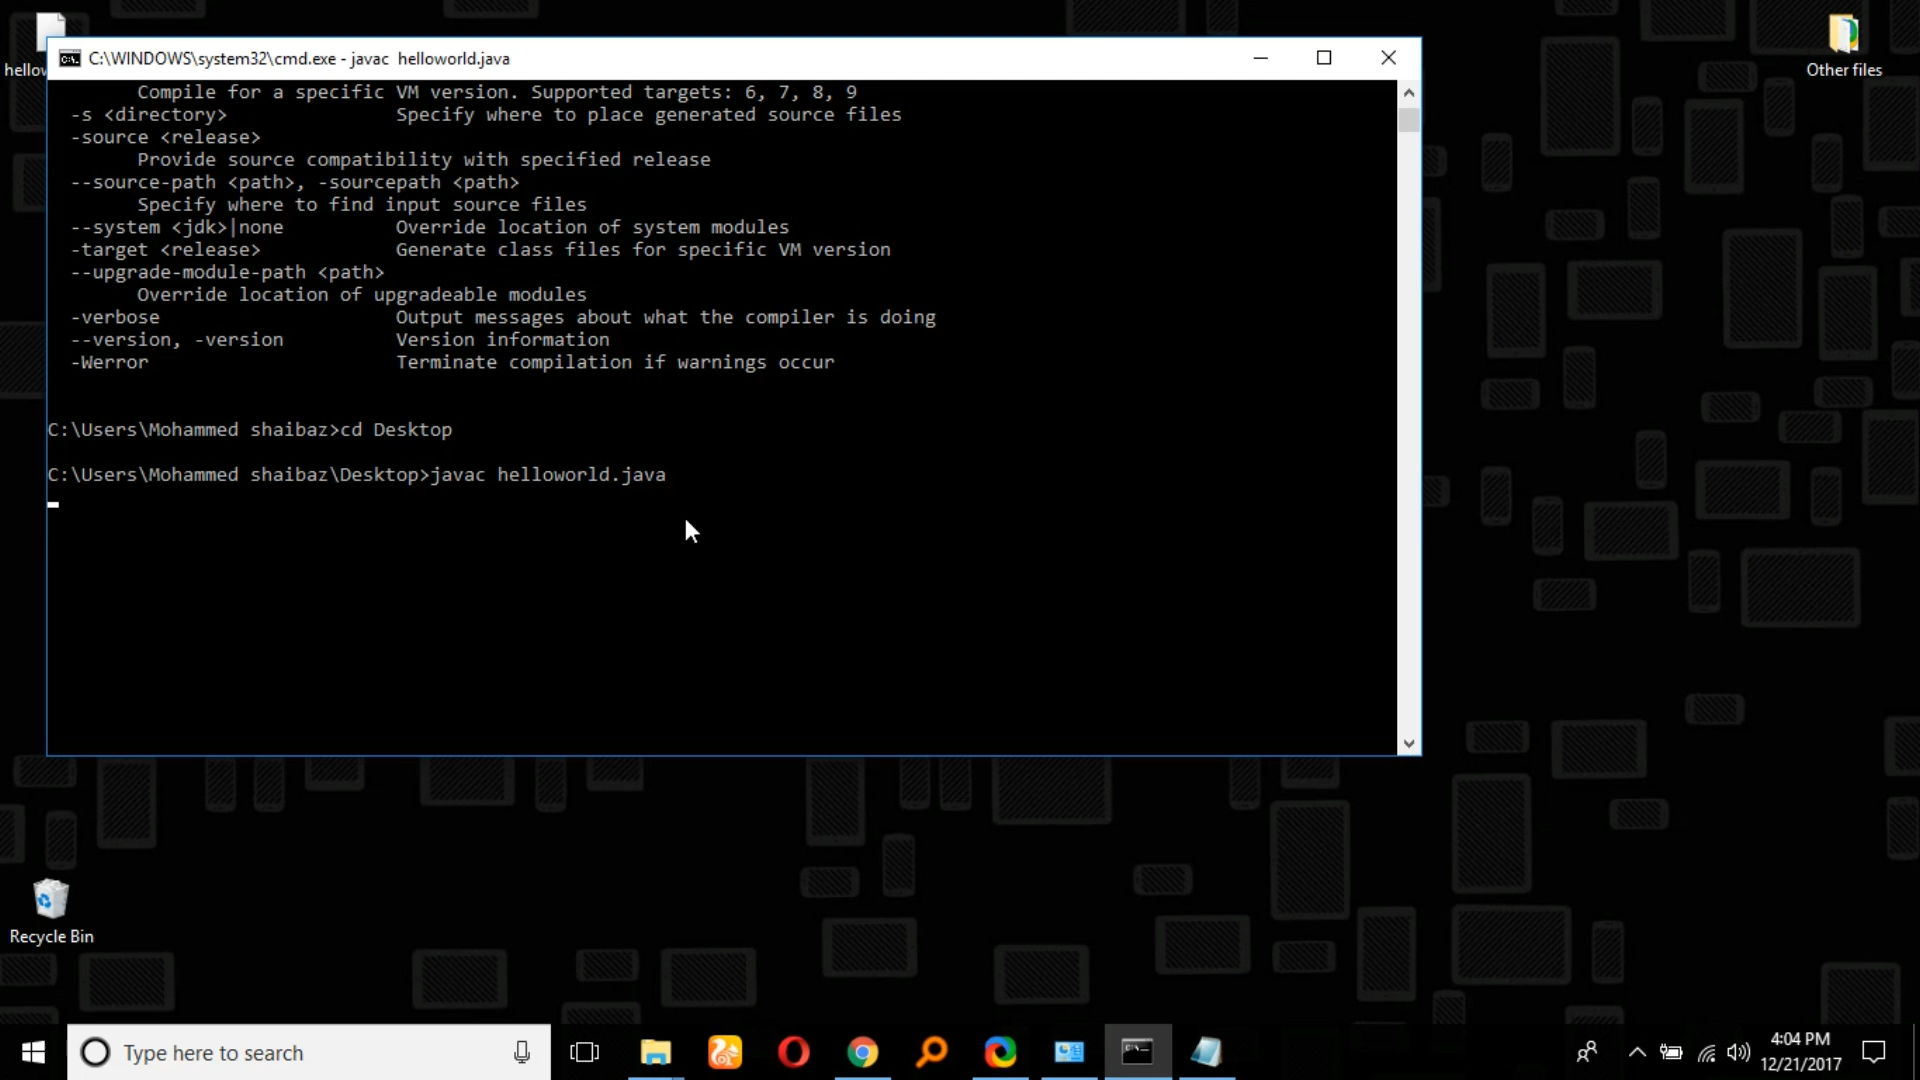 C:\WINDOWS\system32\cmd.exe - javac  helloworld.java
Compile for a specific VM version. Supported targets: 6, 7, 8, 9
-s <directory>              Specify where to place generated source files
-source <release>
Provide source compatibility with specified release
--source-path <path>, -sourcepath <path>
Specify where to find input source files
--system <jdk>|none         Override location of system modules
-target <release>           Generate class files for specific VM version
--upgrade-module-path <path>
Override location of upgradeable modules
-verbose                    Output messages about what the compiler is doing
--version, -version         Version information
-Werror                     Terminate compilation if warnings occur
C:\Users\Mohammed shaibaz>cd Desktop
C:\Users\Mohammed shaibaz\Desktop>javac helloworld.java
Other files
Recycle Bin
Type here to search
4:04 PM
12/21/2017